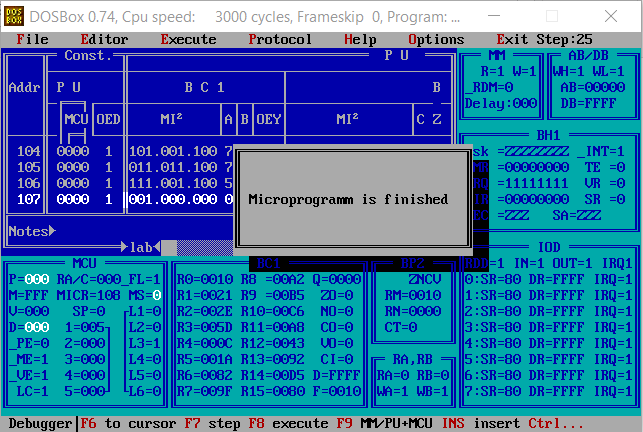 DOSBox 0.74, Cpu speed: 3000 cycles, Frameskip 0, Program: ...
File Editor Execute Protocol Help Options Exit Step:25
Const. P U
Addr P U B C 1 B
MCU OED MI² A B OEY MI² C Z
104 0000 1 101.001.100 7
105 0000 1 011.011.100 7
106 0000 1 111.001.100 5
107 0000 1 001.000.000 0
Notes
lab
Microprogramm is finished
MM
R=1 W=1
_RDM=0
Delay:000
AB/DB
WH=1 WL=1
AB=00000
DB=FFFF
BH1
sk =ZZZZZZZZ _INT=1
=00000000 TE =0
=11111111 VR =0
=00000000 SR =0
=ZZZ SA=ZZZ
MCU
P=000 RA/C=000_FL=1
M=FFF MICR=108 MS=0
V=000 SP=0 L1=0
D=000 1=005 L2=0
_PE=0 2=000 L3=1
_ME=1 3=000 L4=0
_VE=1 4=000 L5=0
LC=1 5=000 L6=0
R0=0010 R8 =00A2 Q=0000
R1=0021 R9 =00B5 ZO=0
R2=002E R10=00C6 NO=0
R3=005D R11=00A8 CO=0
R4=000C R12=0043 VO=0
R5=001A R13=0092 CI=0
R6=0082 R14=00D5 D=FFFF
R7=009F R15=0080 F=0010
ZNCV
RM=0010
RN=0000
CT=0
RA,RB
RA=0 RB=0
WA=1 WB=1
IOD
=1 IN=1 OUT=1 IRQ1
0:SR=80 DR=FFFF IRQ=1
1:SR=80 DR=FFFF IRQ=1
2:SR=80 DR=FFFF IRQ=1
3:SR=80 DR=FFFF IRQ=1
4:SR=80 DR=FFFF IRQ=1
5:SR=80 DR=FFFF IRQ=1
6:SR=80 DR=FFFF IRQ=1
7:SR=80 DR=FFFF IRQ=1
Debugger F6 to cursor F7 step F8 execute F9 MM/PU+MCU INS insert Ctrl...